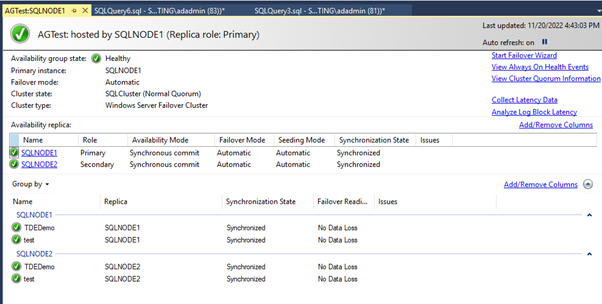 AGTest:SQLNODE1 SQLQuery6.sql - S...TING\adadmin (83))* SQLQuery3.sql - S...TING\adadmin (81))*
AGTest: hosted by SQLNODE1 (Replica role: Primary)
Last updated: 11/20/2022 4:43:03 PM
Auto refresh: on
Availability group state: Healthy
Primary instance: SQLNODE1
Failover mode: Automatic
Cluster state: SQLCluster (Normal Quorum)
Cluster type: Windows Server Failover Cluster
Start Failover Wizard
View Always On Health Events
View Cluster Quorum Information
Collect Latency Data
Analyze Log Block Latency
Availability replica: Add/Remove Columns
Name Role Availability Mode Failover Mode Seeding Mode Synchronization State Issues
SQLNODE1 Primary Synchronous commit Automatic Automatic Synchronized
SQLNODE2 Secondary Synchronous commit Automatic Automatic Synchronized
Group by Add/Remove Columns
Name Replica Synchronization State Failover Readi... Issues
SQLNODE1
TDEDemo SQLNODE1 Synchronized No Data Loss
test SQLNODE1 Synchronized No Data Loss
SQLNODE2
TDEDemo SQLNODE2 Synchronized No Data Loss
test SQLNODE2 Synchronized No Data Loss